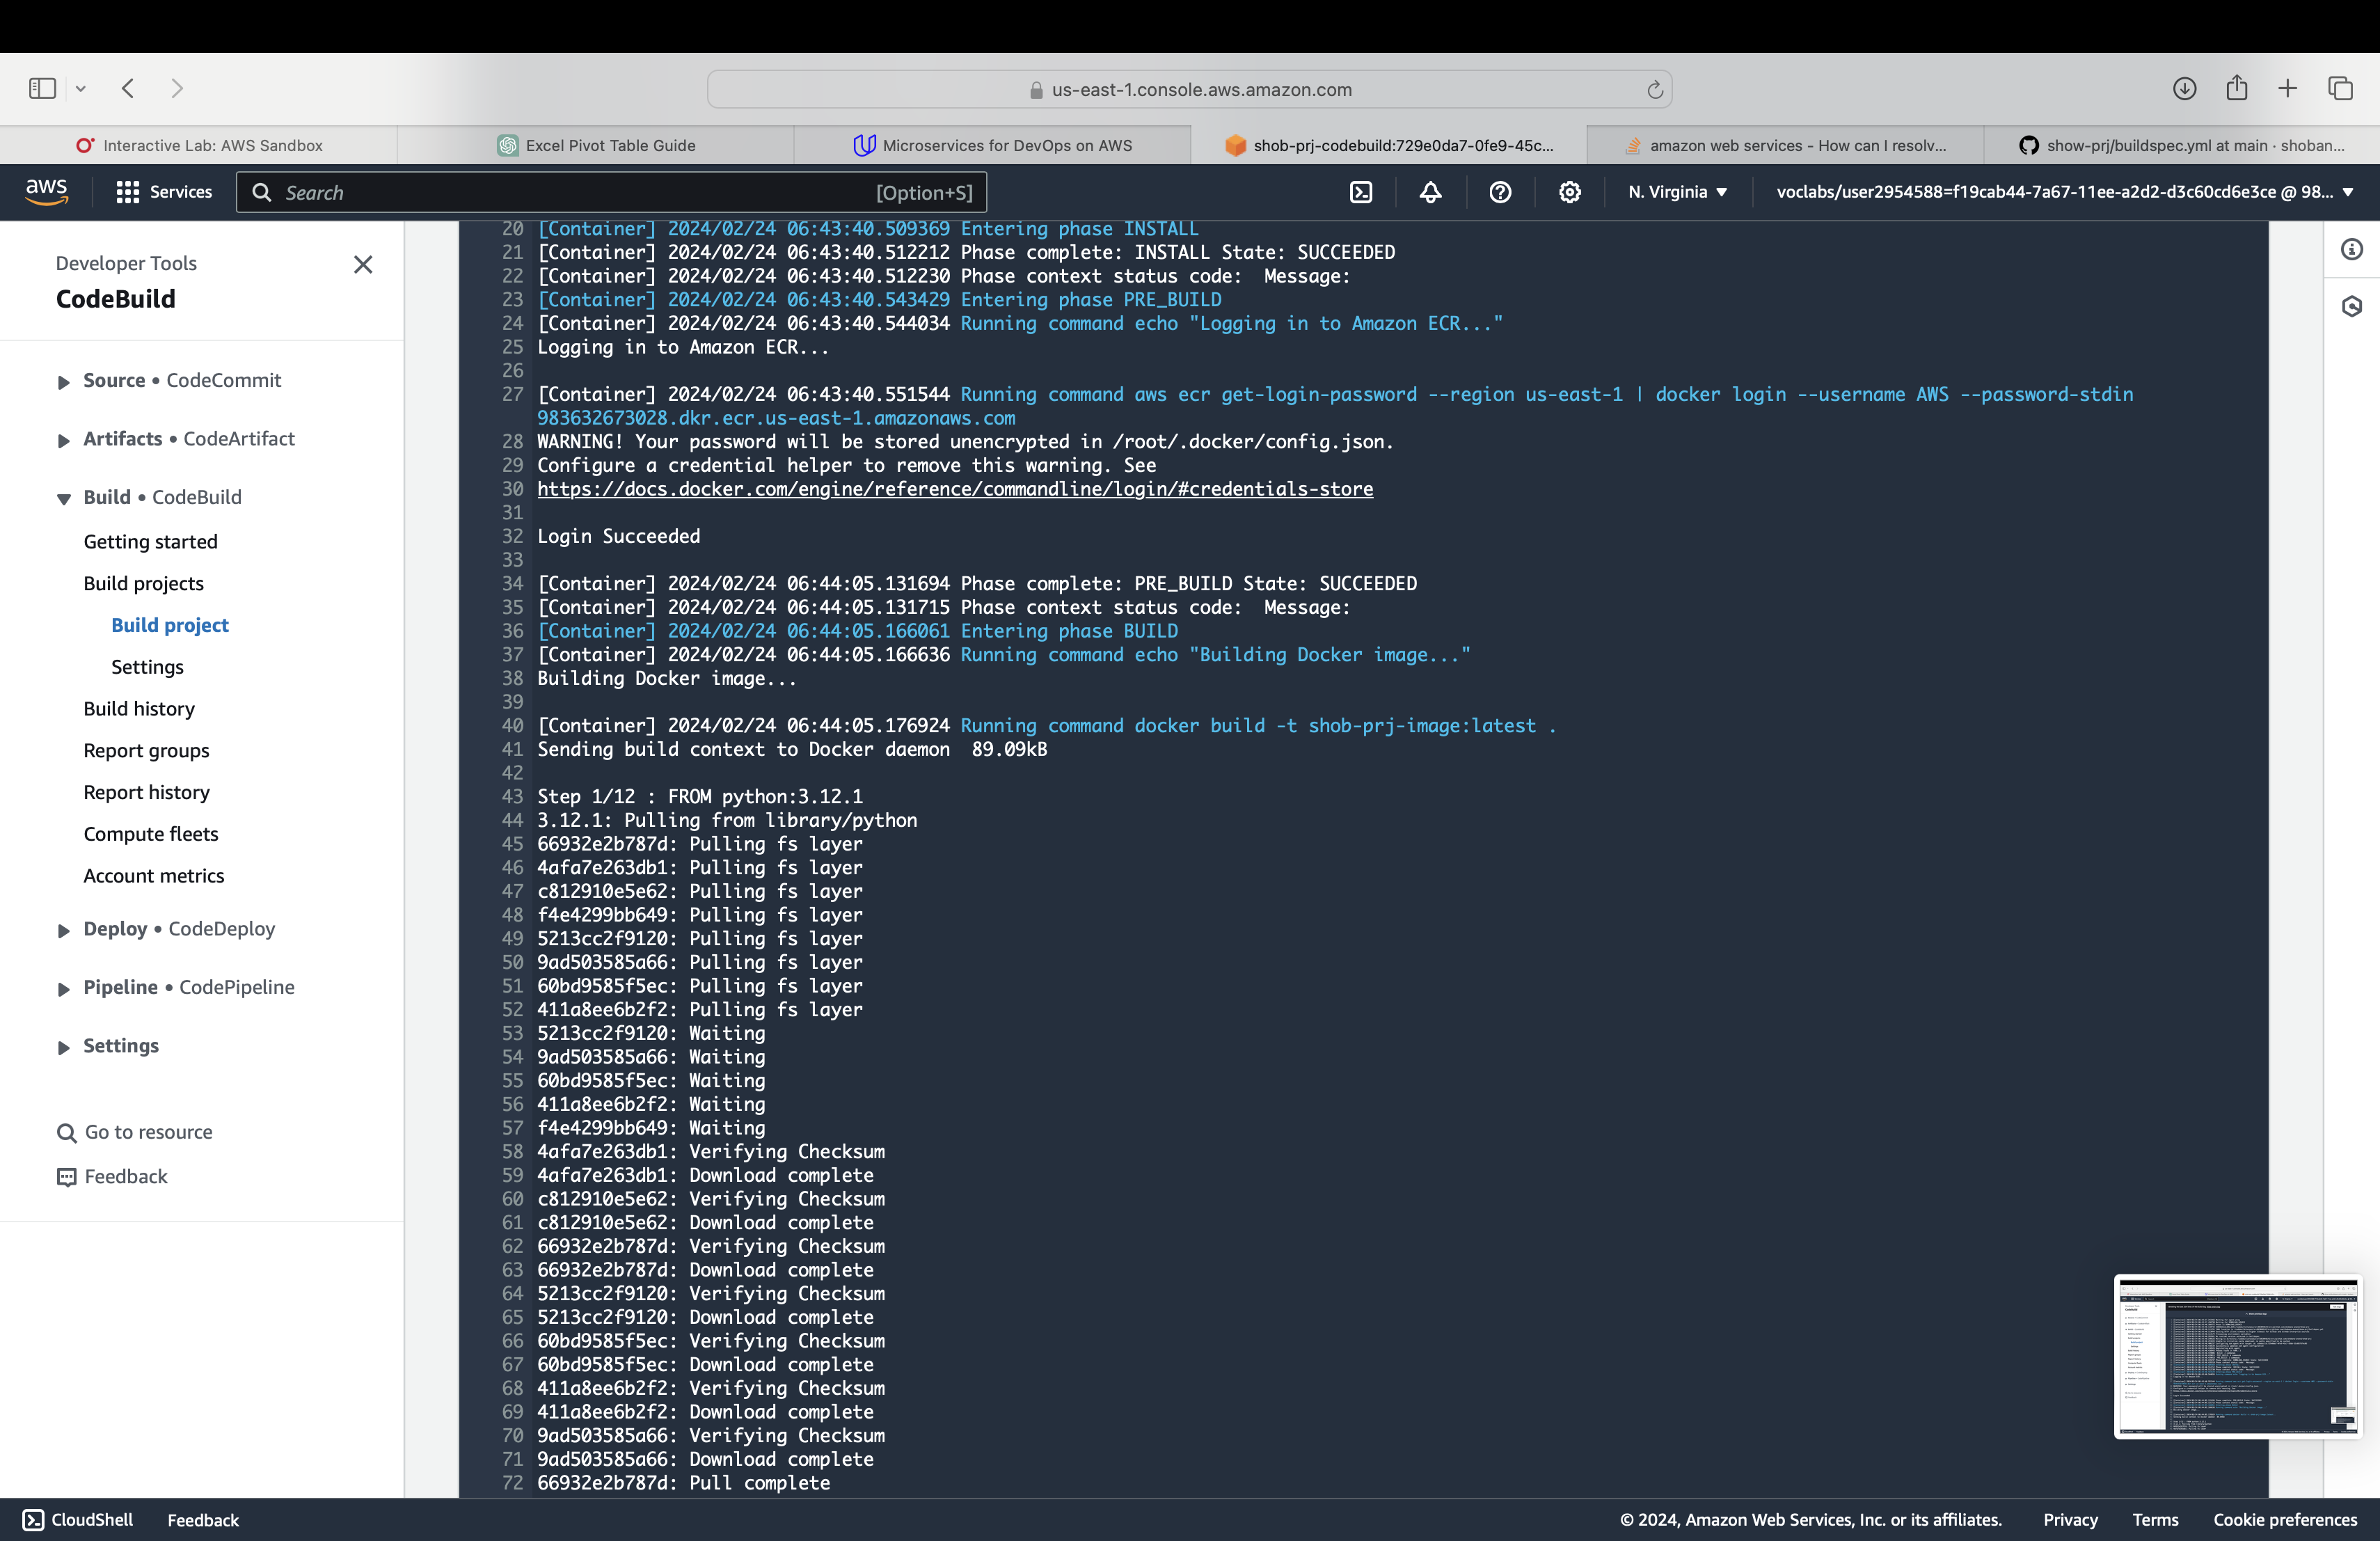 us-east-1.console.aws.amazon.com
Interactive Lab: AWS Sandbox
Excel Pivot Table Guide
Microservices for DevOps on AWS
shob-prj-codebuild:729e0da7-0fe9-45c...
amazon web services - How can I resolv...
show-prj/buildspec.yml at main · shoban...
aws
Services
Search
[Option+S]
N. Virginia
voclabs/user2954588=f19cab44-7a67-11ee-a2d2-d3c60cd6e3ce @ 98...
Developer Tools
CodeBuild
Source • CodeCommit
Artifacts • CodeArtifact
Build • CodeBuild
Getting started
Build projects
Build project
Settings
Build history
Report groups
Report history
Compute fleets
Account metrics
Deploy • CodeDeploy
Pipeline • CodePipeline
Settings
Go to resource
Feedback
20 [Container] 2024/02/24 06:43:40.509369 Entering phase INSTALL
21 [Container] 2024/02/24 06:43:40.512212 Phase complete: INSTALL State: SUCCEEDED
22 [Container] 2024/02/24 06:43:40.512230 Phase context status code:  Message:
23 [Container] 2024/02/24 06:43:40.543429 Entering phase PRE_BUILD
24 [Container] 2024/02/24 06:43:40.544034 Running command echo "Logging in to Amazon ECR..."
25 Logging in to Amazon ECR...
26
27 [Container] 2024/02/24 06:43:40.551544 Running command aws ecr get-login-password --region us-east-1 | docker login --username AWS --password-stdin
983632673028.dkr.ecr.us-east-1.amazonaws.com
28 WARNING! Your password will be stored unencrypted in /root/.docker/config.json.
29 Configure a credential helper to remove this warning. See
30 https://docs.docker.com/engine/reference/commandline/login/#credentials-store
31
32 Login Succeeded
33
34 [Container] 2024/02/24 06:44:05.131694 Phase complete: PRE_BUILD State: SUCCEEDED
35 [Container] 2024/02/24 06:44:05.131715 Phase context status code:  Message:
36 [Container] 2024/02/24 06:44:05.166061 Entering phase BUILD
37 [Container] 2024/02/24 06:44:05.166636 Running command echo "Building Docker image..."
38 Building Docker image...
39
40 [Container] 2024/02/24 06:44:05.176924 Running command docker build -t shob-prj-image:latest .
41 Sending build context to Docker daemon  89.09kB
42
43 Step 1/12 : FROM python:3.12.1
44 3.12.1: Pulling from library/python
45 66932e2b787d: Pulling fs layer
46 4afa7e263db1: Pulling fs layer
47 c812910e5e62: Pulling fs layer
48 f4e4299bb649: Pulling fs layer
49 5213cc2f9120: Pulling fs layer
50 9ad503585a66: Pulling fs layer
51 60bd9585f5ec: Pulling fs layer
52 411a8ee6b2f2: Pulling fs layer
53 5213cc2f9120: Waiting
54 9ad503585a66: Waiting
55 60bd9585f5ec: Waiting
56 411a8ee6b2f2: Waiting
57 f4e4299bb649: Waiting
58 4afa7e263db1: Verifying Checksum
59 4afa7e263db1: Download complete
60 c812910e5e62: Verifying Checksum
61 c812910e5e62: Download complete
62 66932e2b787d: Verifying Checksum
63 66932e2b787d: Download complete
64 5213cc2f9120: Verifying Checksum
65 5213cc2f9120: Download complete
66 60bd9585f5ec: Verifying Checksum
67 60bd9585f5ec: Download complete
68 411a8ee6b2f2: Verifying Checksum
69 411a8ee6b2f2: Download complete
70 9ad503585a66: Verifying Checksum
71 9ad503585a66: Download complete
72 66932e2b787d: Pull complete
CloudShell
Feedback
© 2024, Amazon Web Services, Inc. or its affiliates.
Privacy
Terms
Cookie preferences